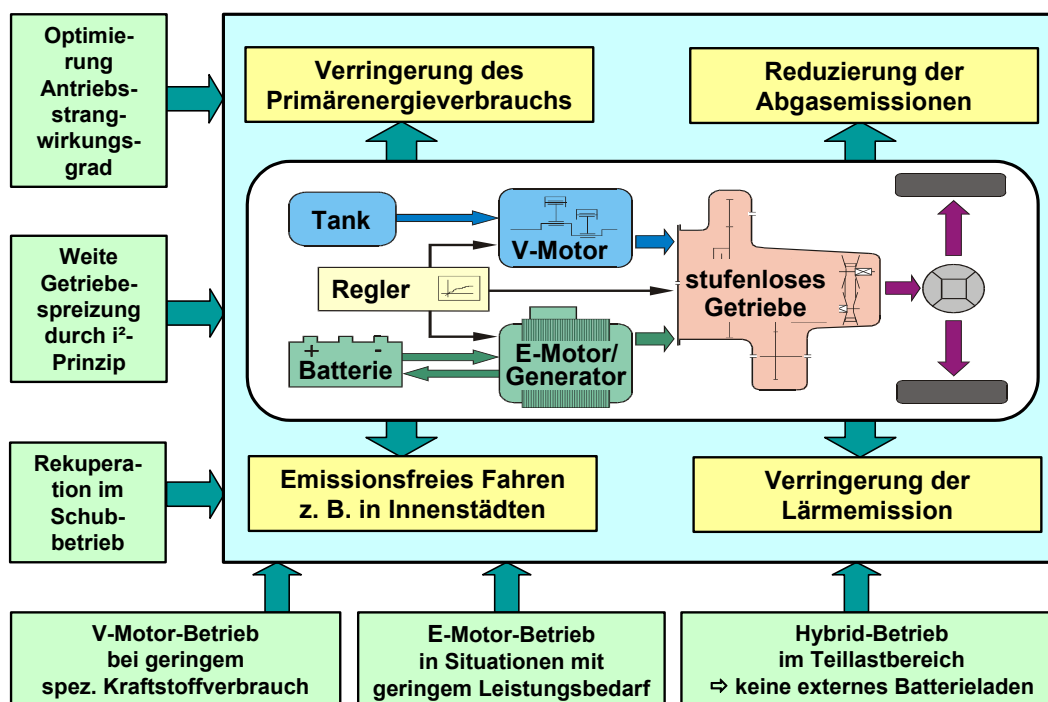 Optimie-
rung
Antriebs-
strang-
wirkungs-
grad
Verringerung des
Primärenergieverbrauchs
Reduzierung der
Abgasemissionen
Weite
Getriebe-
spreizung
durch i²-
Prinzip
Tank
V-Motor
Regler
stufenloses
Getriebe
+ -
Batterie
E-Motor/
Generator
Rekupera-
tion im
Schub-
betrieb
Emissionsfreies Fahren
z. B. in Innenstädten
Verringerung der
Lärmemission
V-Motor-Betrieb
bei geringem
spez. Kraftstoffverbrauch
E-Motor-Betrieb
in Situationen mit
geringem Leistungsbedarf
Hybrid-Betrieb
im Teillastbereich
⇨ keine externes Batterieladen